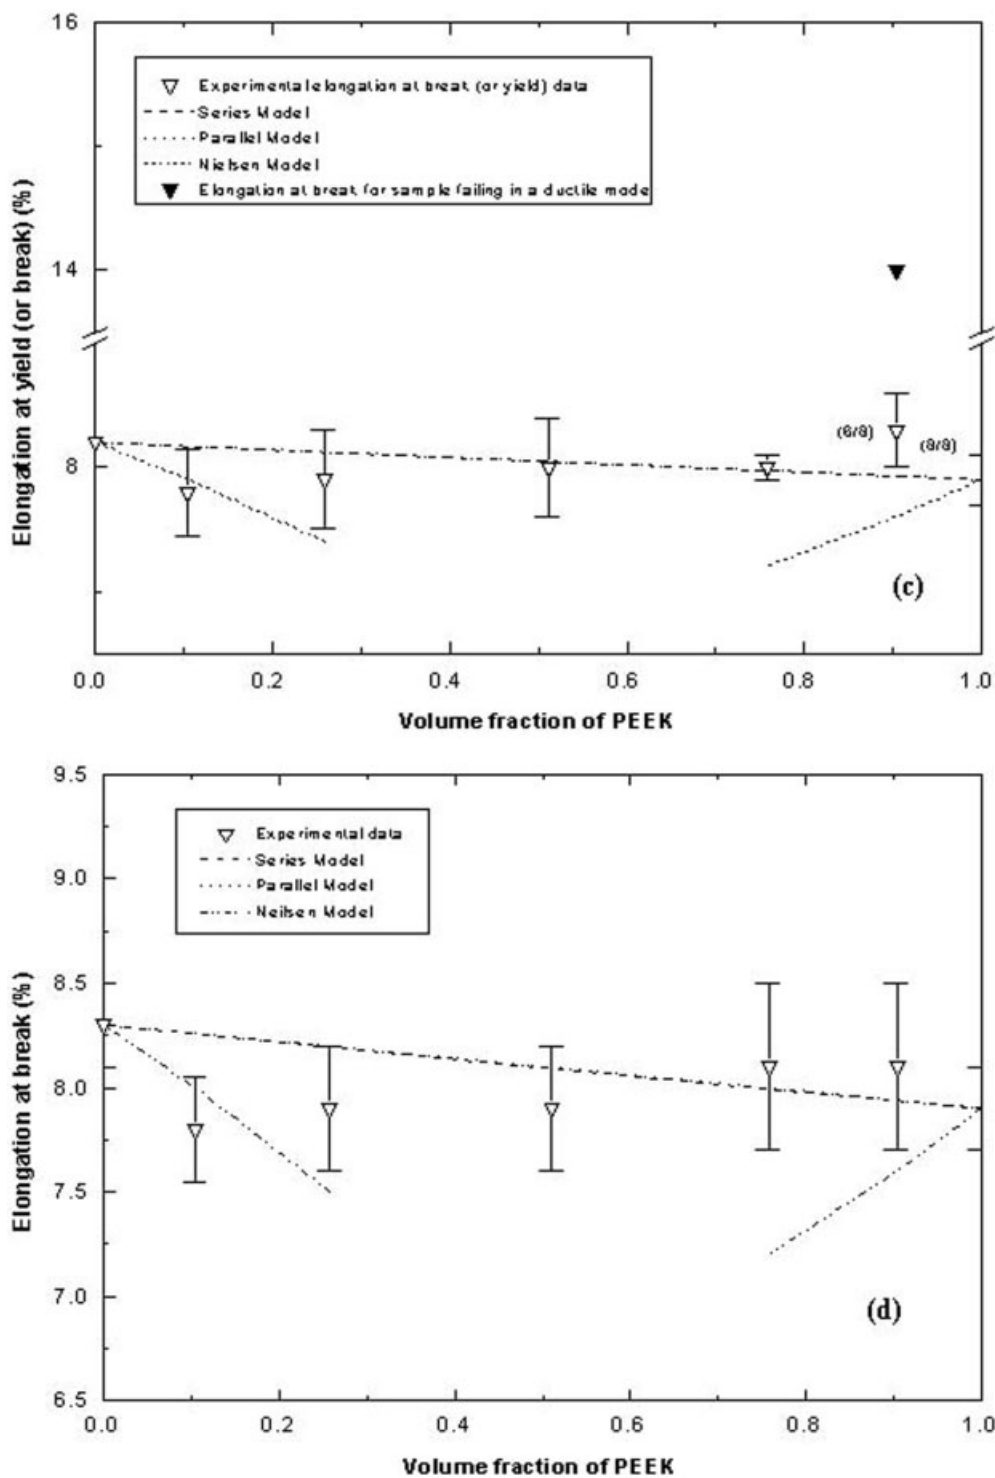 16
Experimental elongation at break (or yield) data
Series Model
Parallel Model
Nielsen Model
Elongation at break for sample failing in a ductile mode
Elongation at yield (or break) (%)
14
(6/8)
(8/8)
8
(c)
0.0 0.2 0.4 0.6 0.8 1.0
Volume fraction of PEEK
9.5
Experimental data
Series Model
Parallel Model
Neilsen Model
9.0
8.5
Elongation at break (%)
8.0
7.5
7.0
(d)
6.5
0.0 0.2 0.4 0.6 0.8 1.0
Volume fraction of PEEK